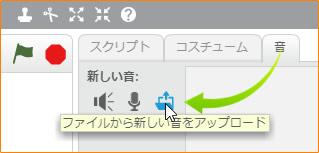 スクリプト
コスチューム
音
新しい音:
ファイルから新しい音をアップロード